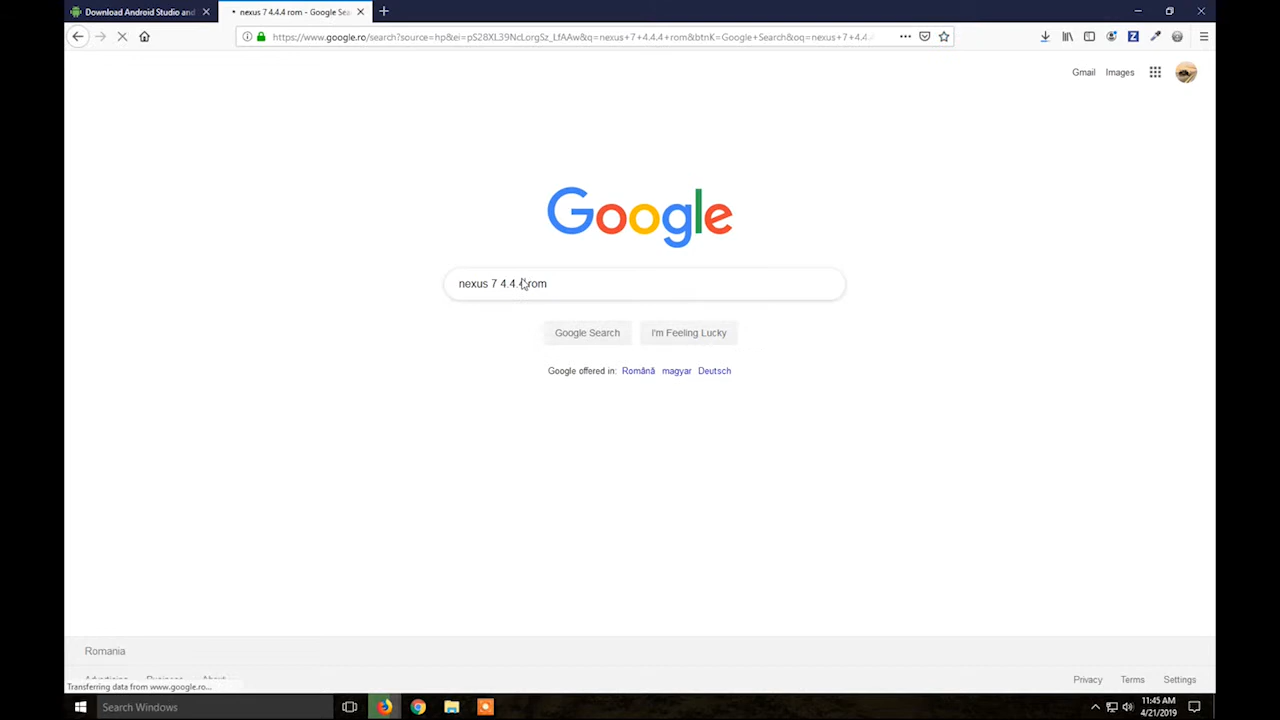 Download Android Studio and
nexus 7 4.4.4 rom - Google Sea
https://www.google.ro/search?source=hp&ei=pS28XL39NcLorgSz_LfAAw&q=nexus+7+4.4.4+rom&btnK=Google+Search&oq=nexus+7+4.4.
Gmail Images
Google
nexus 7 4.4.4 rom
Google Search I'm Feeling Lucky
Google offered in: Română magyar Deutsch
Romania
Advertising Business About
Privacy Terms Settings
Transferring data from www.google.ro...
Search Windows
11:45 AM
4/21/2019